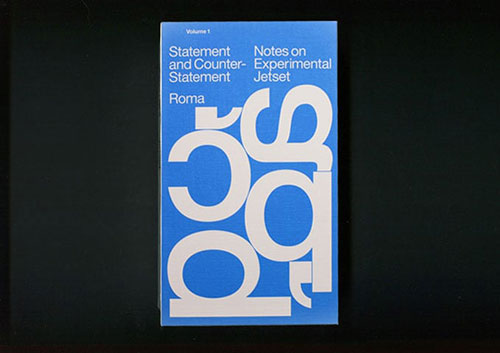 Volume 1
Statement
and Counter-
Statement
Notes on
Experimental
Jetset
Roma